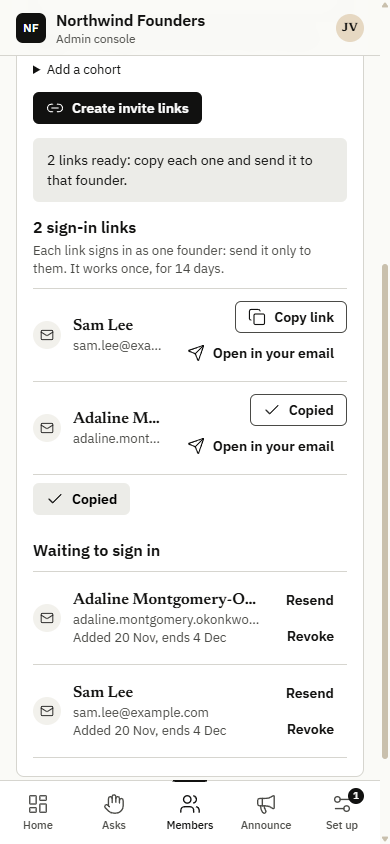 NF
Northwind Founders
Admin console
JV
Add a cohort
Create invite links
2 links ready: copy each one and send it to
that founder.
2 sign-in links
Each link signs in as one founder: send it only to
them. It works once, for 14 days.
Sam Lee
sam.lee@exa...
Copy link
Open in your email
Adaline M...
adaline.mont...
Copied
Open in your email
Copied
Waiting to sign in
Adaline Montgomery-O...
adaline.montgomery.okonkwo...
Added 20 Nov, ends 4 Dec
Resend
Revoke
Sam Lee
sam.lee@example.com
Added 20 Nov, ends 4 Dec
Resend
Revoke
Home
Asks
Members
Announce
1
Set up